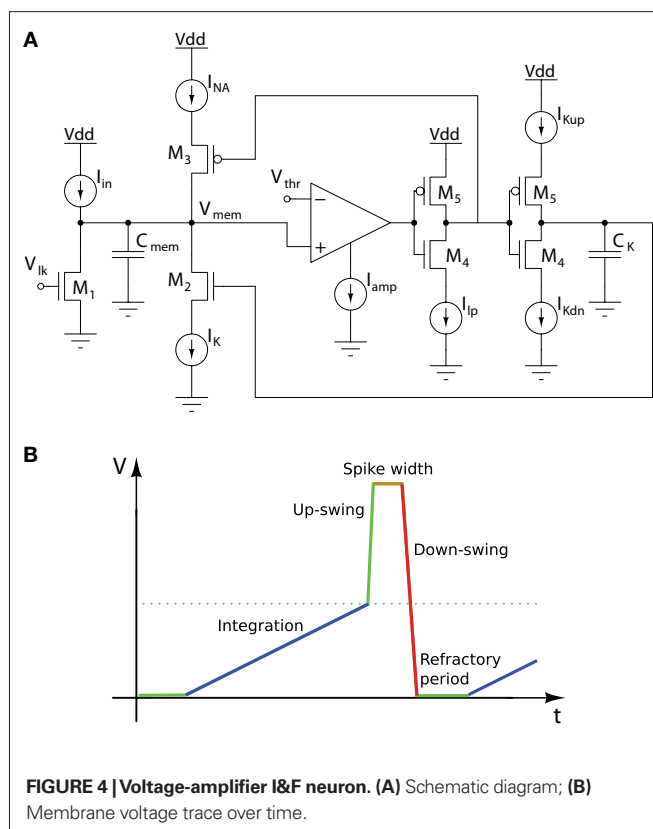 A
Vdd
I_NA
Vdd
Vdd
Vdd
I_Kup
I_in
M_3
V_thr
M_5
M_5
V_mem
C_mem
V_lk
M_1
M_2
M_4
M_4
C_K
I_amp
I_lp
I_Kdn
I_K
B
V
Spike width
Up-swing
Down-swing
Integration
Refractory
period
t
FIGURE 4 | Voltage-amplifier I&F neuron. (A) Schematic diagram; (B)
Membrane voltage trace over time.